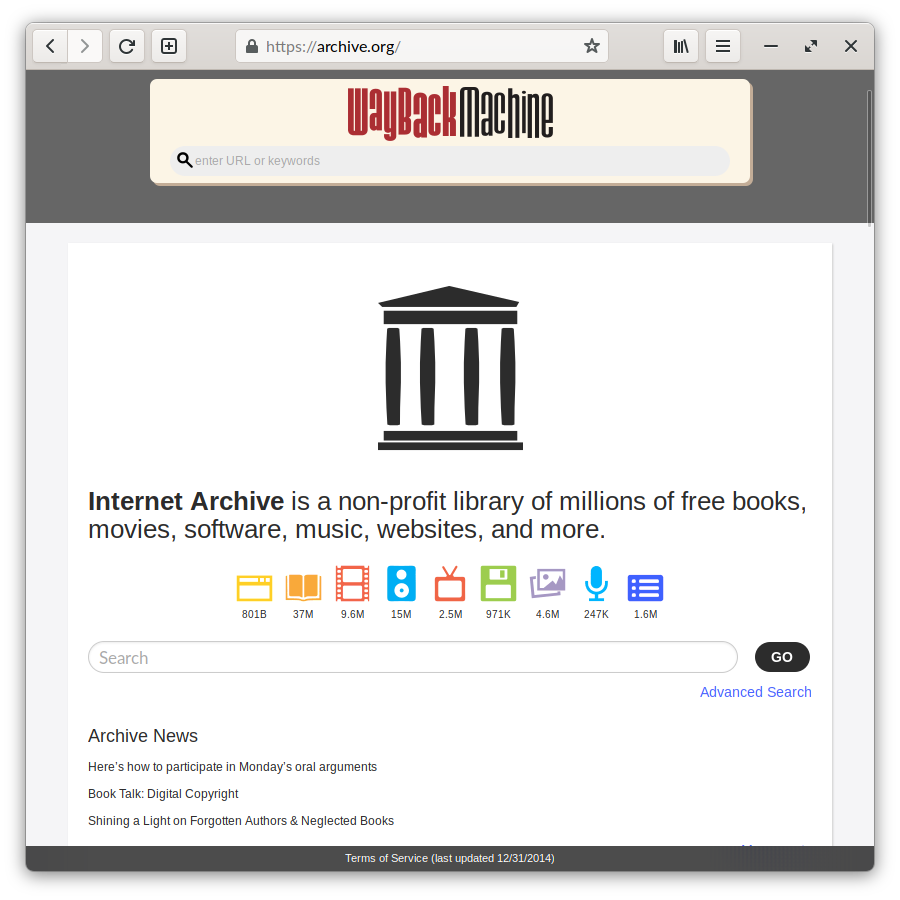 https://archive.org/
WayBackMachine
enter URL or keywords
Internet Archive is a non-profit library of millions of free books,
movies, software, music, websites, and more.
801B 37M 9.6M 15M 2.5M 971K 4.6M 247K 1.6M
Search GO
Advanced Search
Archive News
Here’s how to participate in Monday’s oral arguments
Book Talk: Digital Copyright
Shining a Light on Forgotten Authors & Neglected Books
Terms of Service (last updated 12/31/2014)